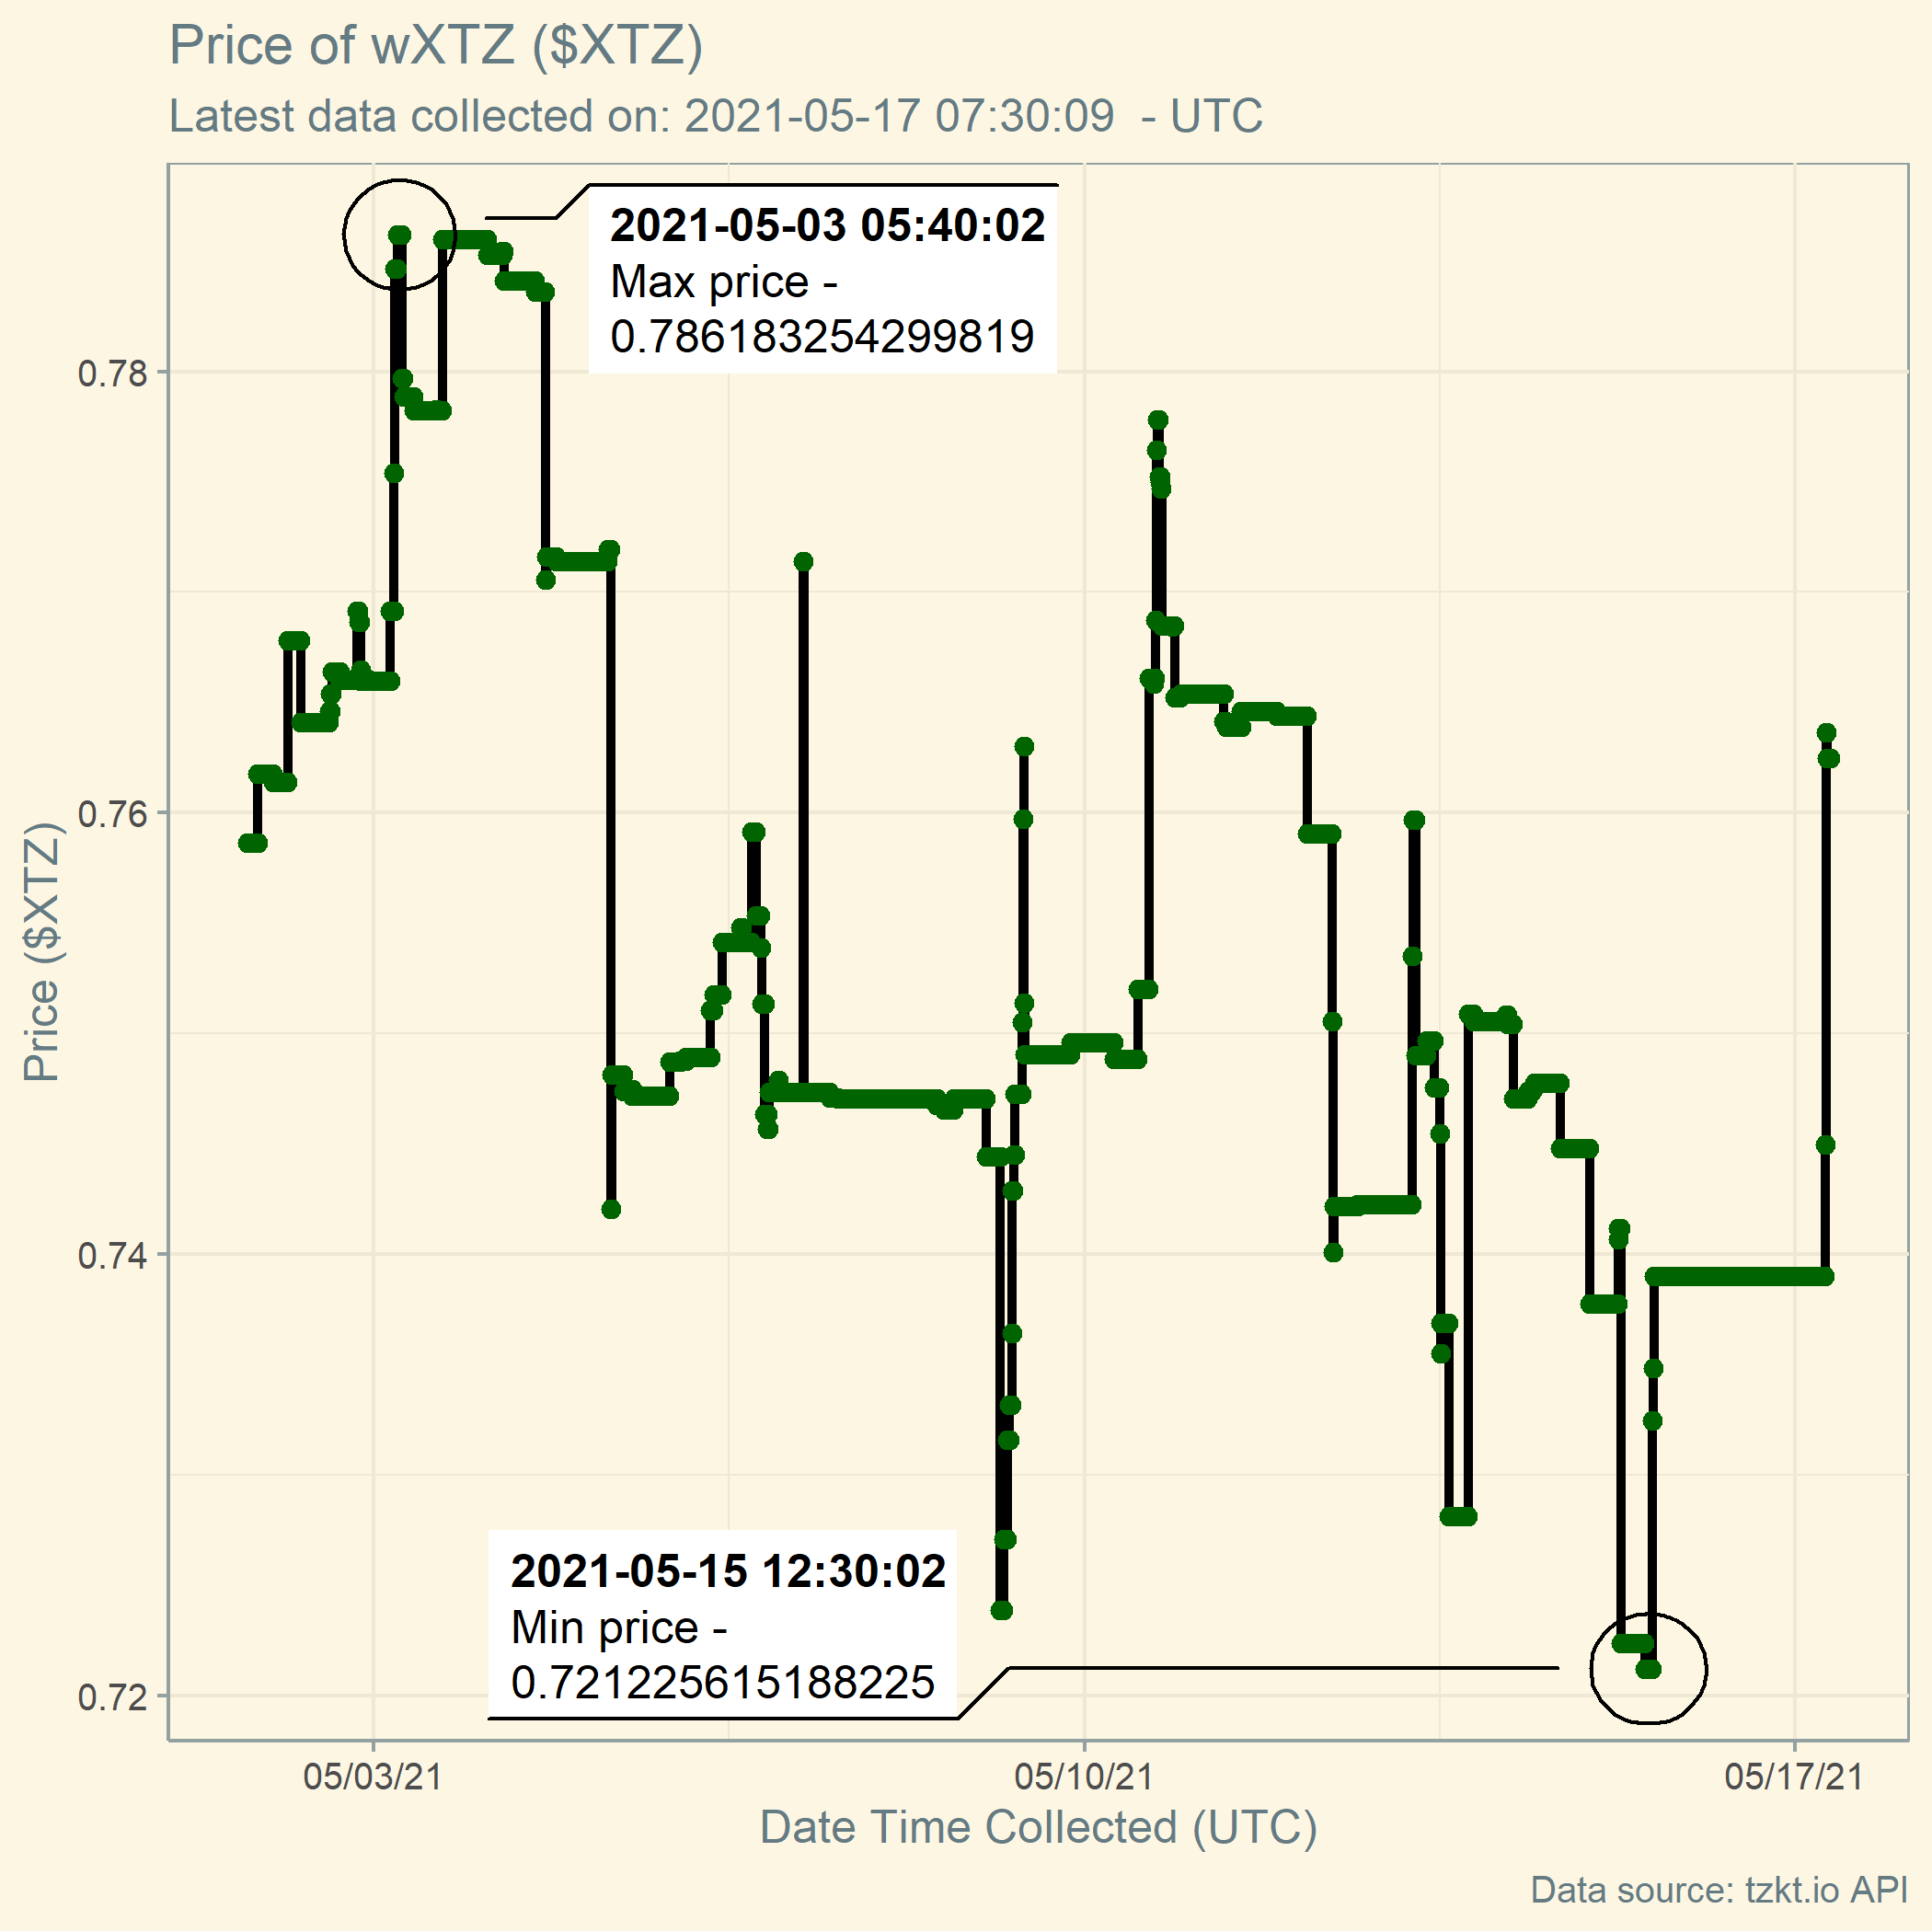 Price of wXTZ ($XTZ)
Latest data collected on: 2021-05-17 07:30:09  - UTC
2021-05-03 05:40:02
Max price -
0.786183254299819
0.78
0.76
0.74
0.72
Price ($XTZ)
2021-05-15 12:30:02
Min price -
0.721225615188225
05/03/21
05/10/21
05/17/21
Date Time Collected (UTC)
Data source: tzkt.io API